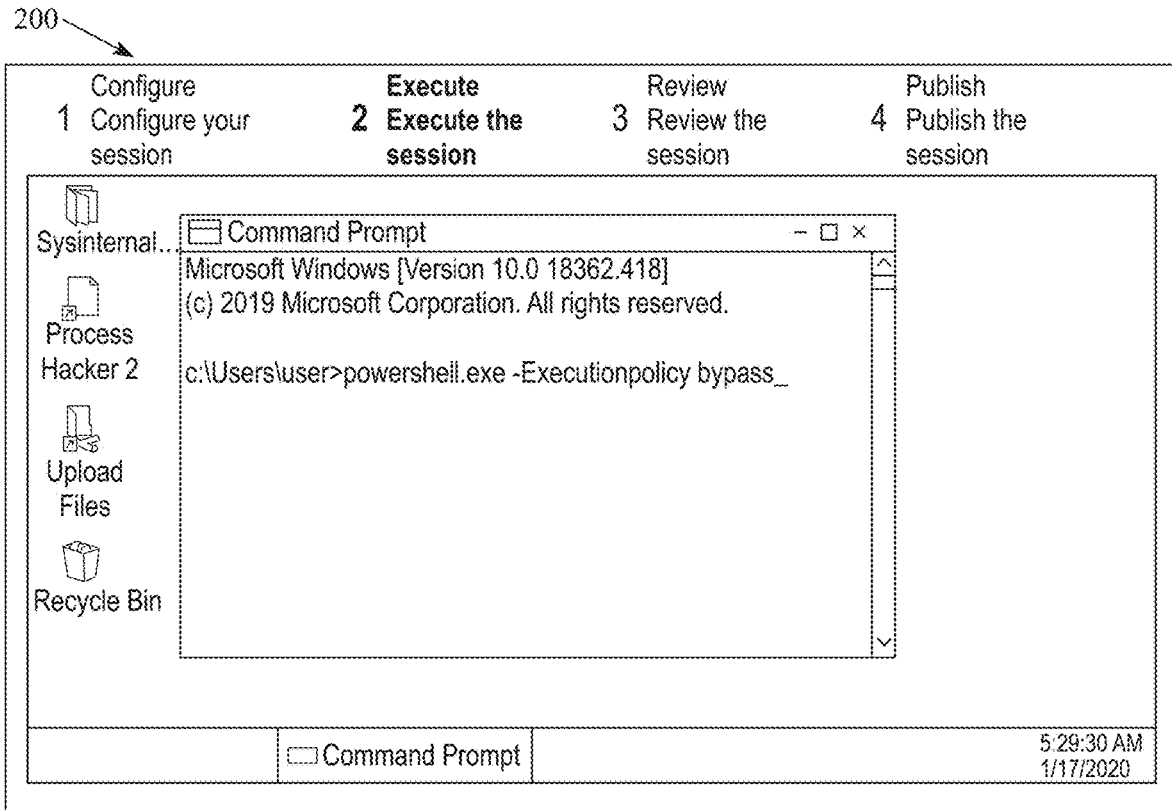 200
Configure
1 Configure your
session
Execute
2 Execute the
session
Review
3 Review the
session
Publish
4 Publish the
session
Sysinternal...
Process
Hacker 2
Upload
Files
Recycle Bin
Command Prompt
Microsoft Windows [Version 10.0 18362.418]
(c) 2019 Microsoft Corporation. All rights reserved.
c:\Users\user>powershell.exe -Executionpolicy bypass_
Command Prompt
5:29:30 AM
1/17/2020